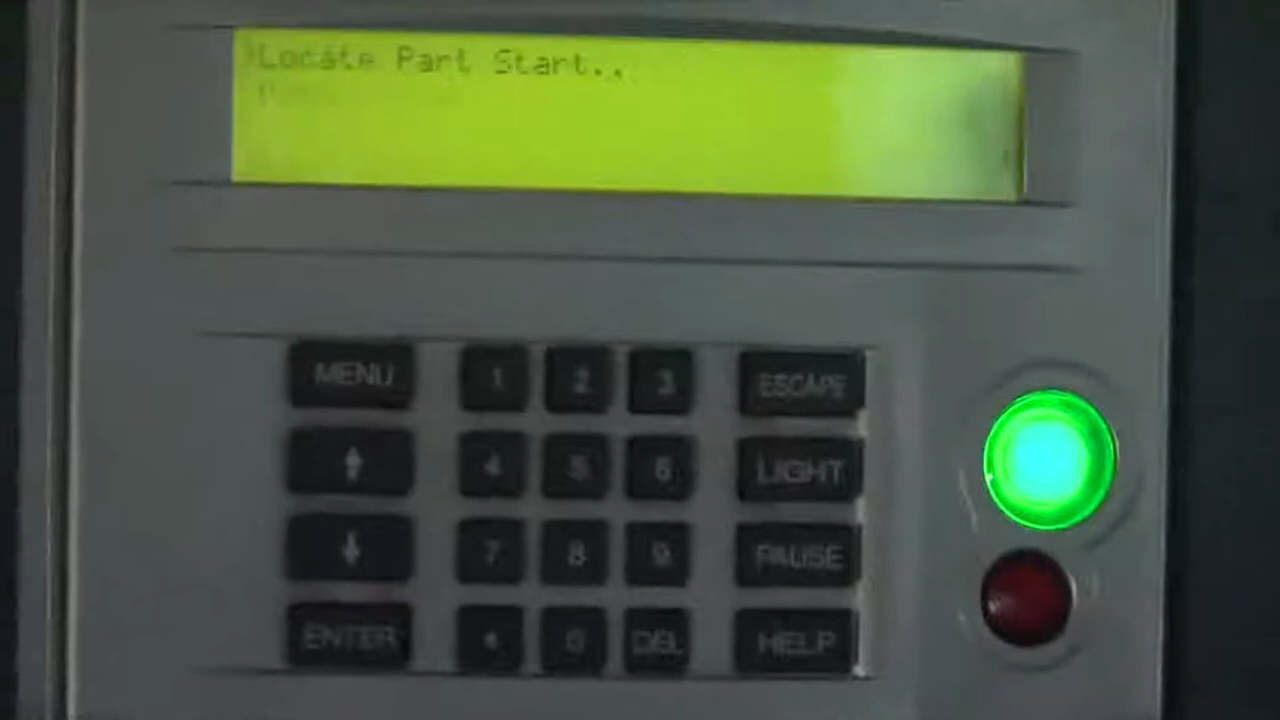 Locate Part Start..
MENU 1 2 3 ESCAPE
4 5 6 LIGHT
7 8 9 PAUSE
ENTER 0 DEL HELP